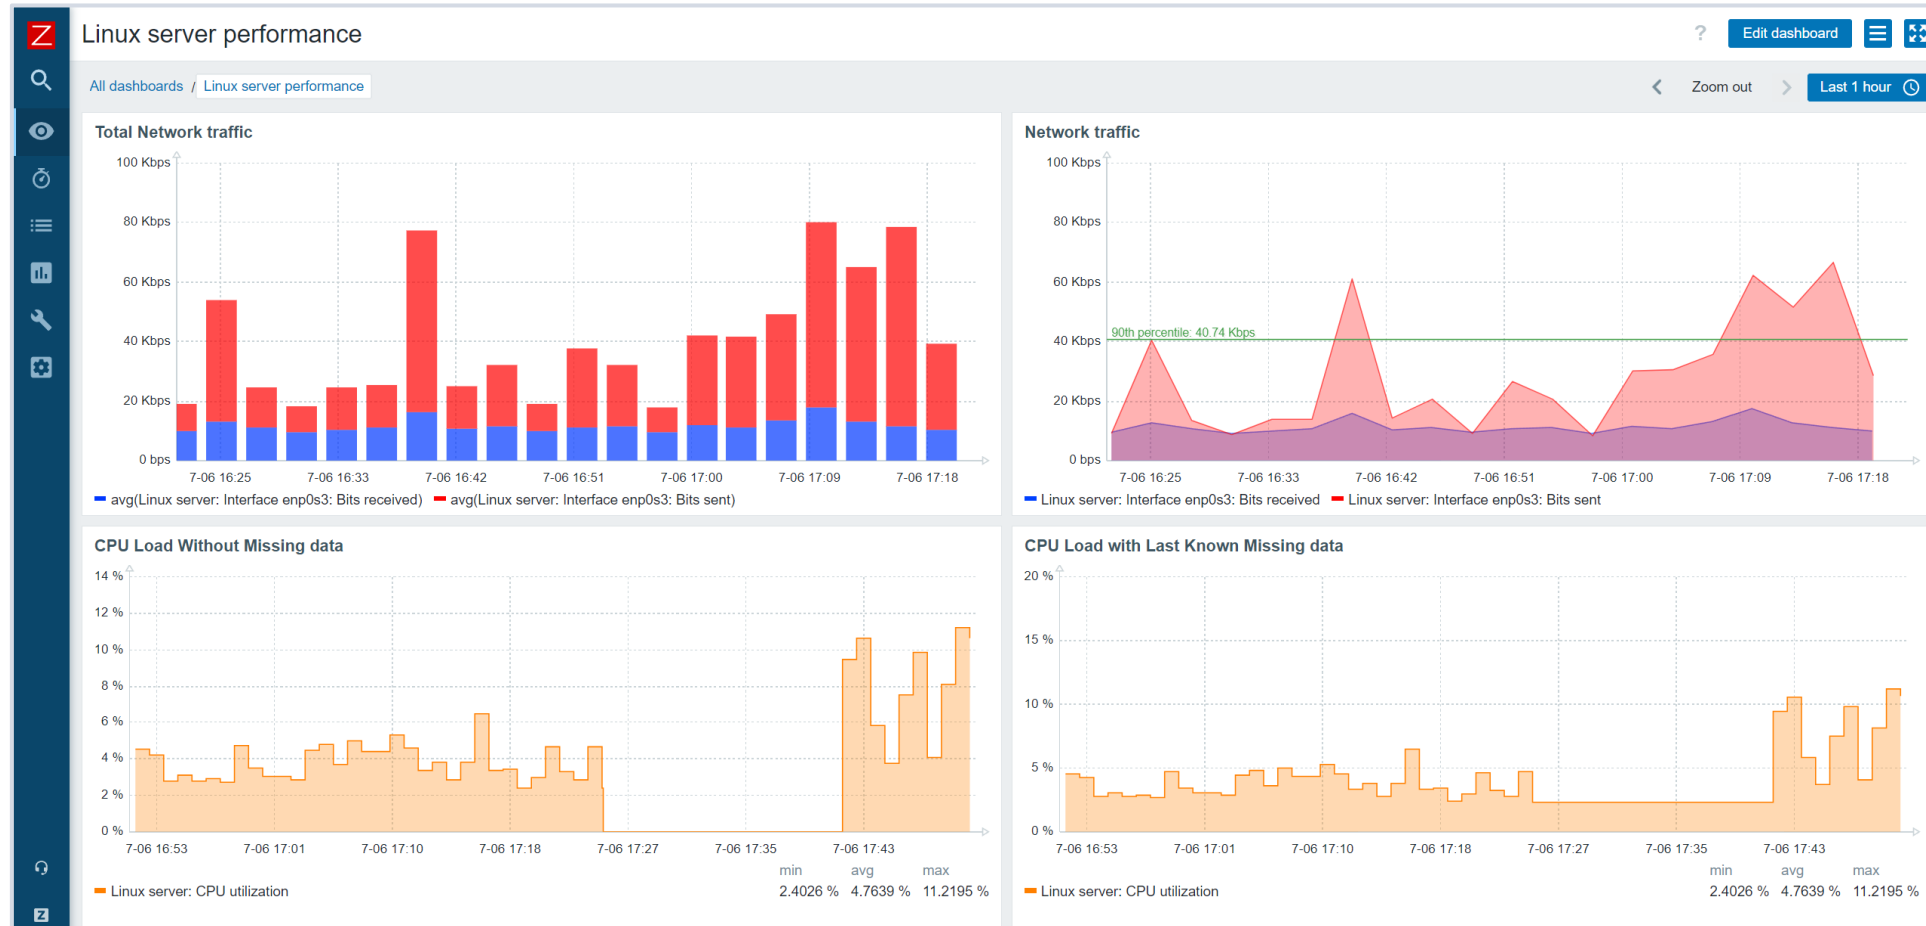 Z
Linux server performance
? Edit dashboard
All dashboards / Linux server performance
Zoom out Last 1 hour
Total Network traffic
100 Kbps
80 Kbps
60 Kbps
40 Kbps
20 Kbps
0 bps
7-06 16:25 7-06 16:33 7-06 16:42 7-06 16:51 7-06 17:00 7-06 17:09 7-06 17:18
avg(Linux server: Interface enp0s3: Bits received) avg(Linux server: Interface enp0s3: Bits sent)
Network traffic
100 Kbps
80 Kbps
60 Kbps
90th percentile: 40.74 Kbps
40 Kbps
20 Kbps
0 bps
7-06 16:25 7-06 16:33 7-06 16:42 7-06 16:51 7-06 17:00 7-06 17:09 7-06 17:18
Linux server: Interface enp0s3: Bits received Linux server: Interface enp0s3: Bits sent
CPU Load Without Missing data
14 %
12 %
10 %
8 %
6 %
4 %
2 %
0 %
7-06 16:53 7-06 17:01 7-06 17:10 7-06 17:18 7-06 17:27 7-06 17:35 7-06 17:43
min avg max
Linux server: CPU utilization 2.4026 % 4.7639 % 11.2195 %
CPU Load with Last Known Missing data
20 %
15 %
10 %
5 %
0 %
7-06 16:53 7-06 17:01 7-06 17:10 7-06 17:18 7-06 17:27 7-06 17:35 7-06 17:43
min avg max
Linux server: CPU utilization 2.4026 % 4.7639 % 11.2195 %
Z